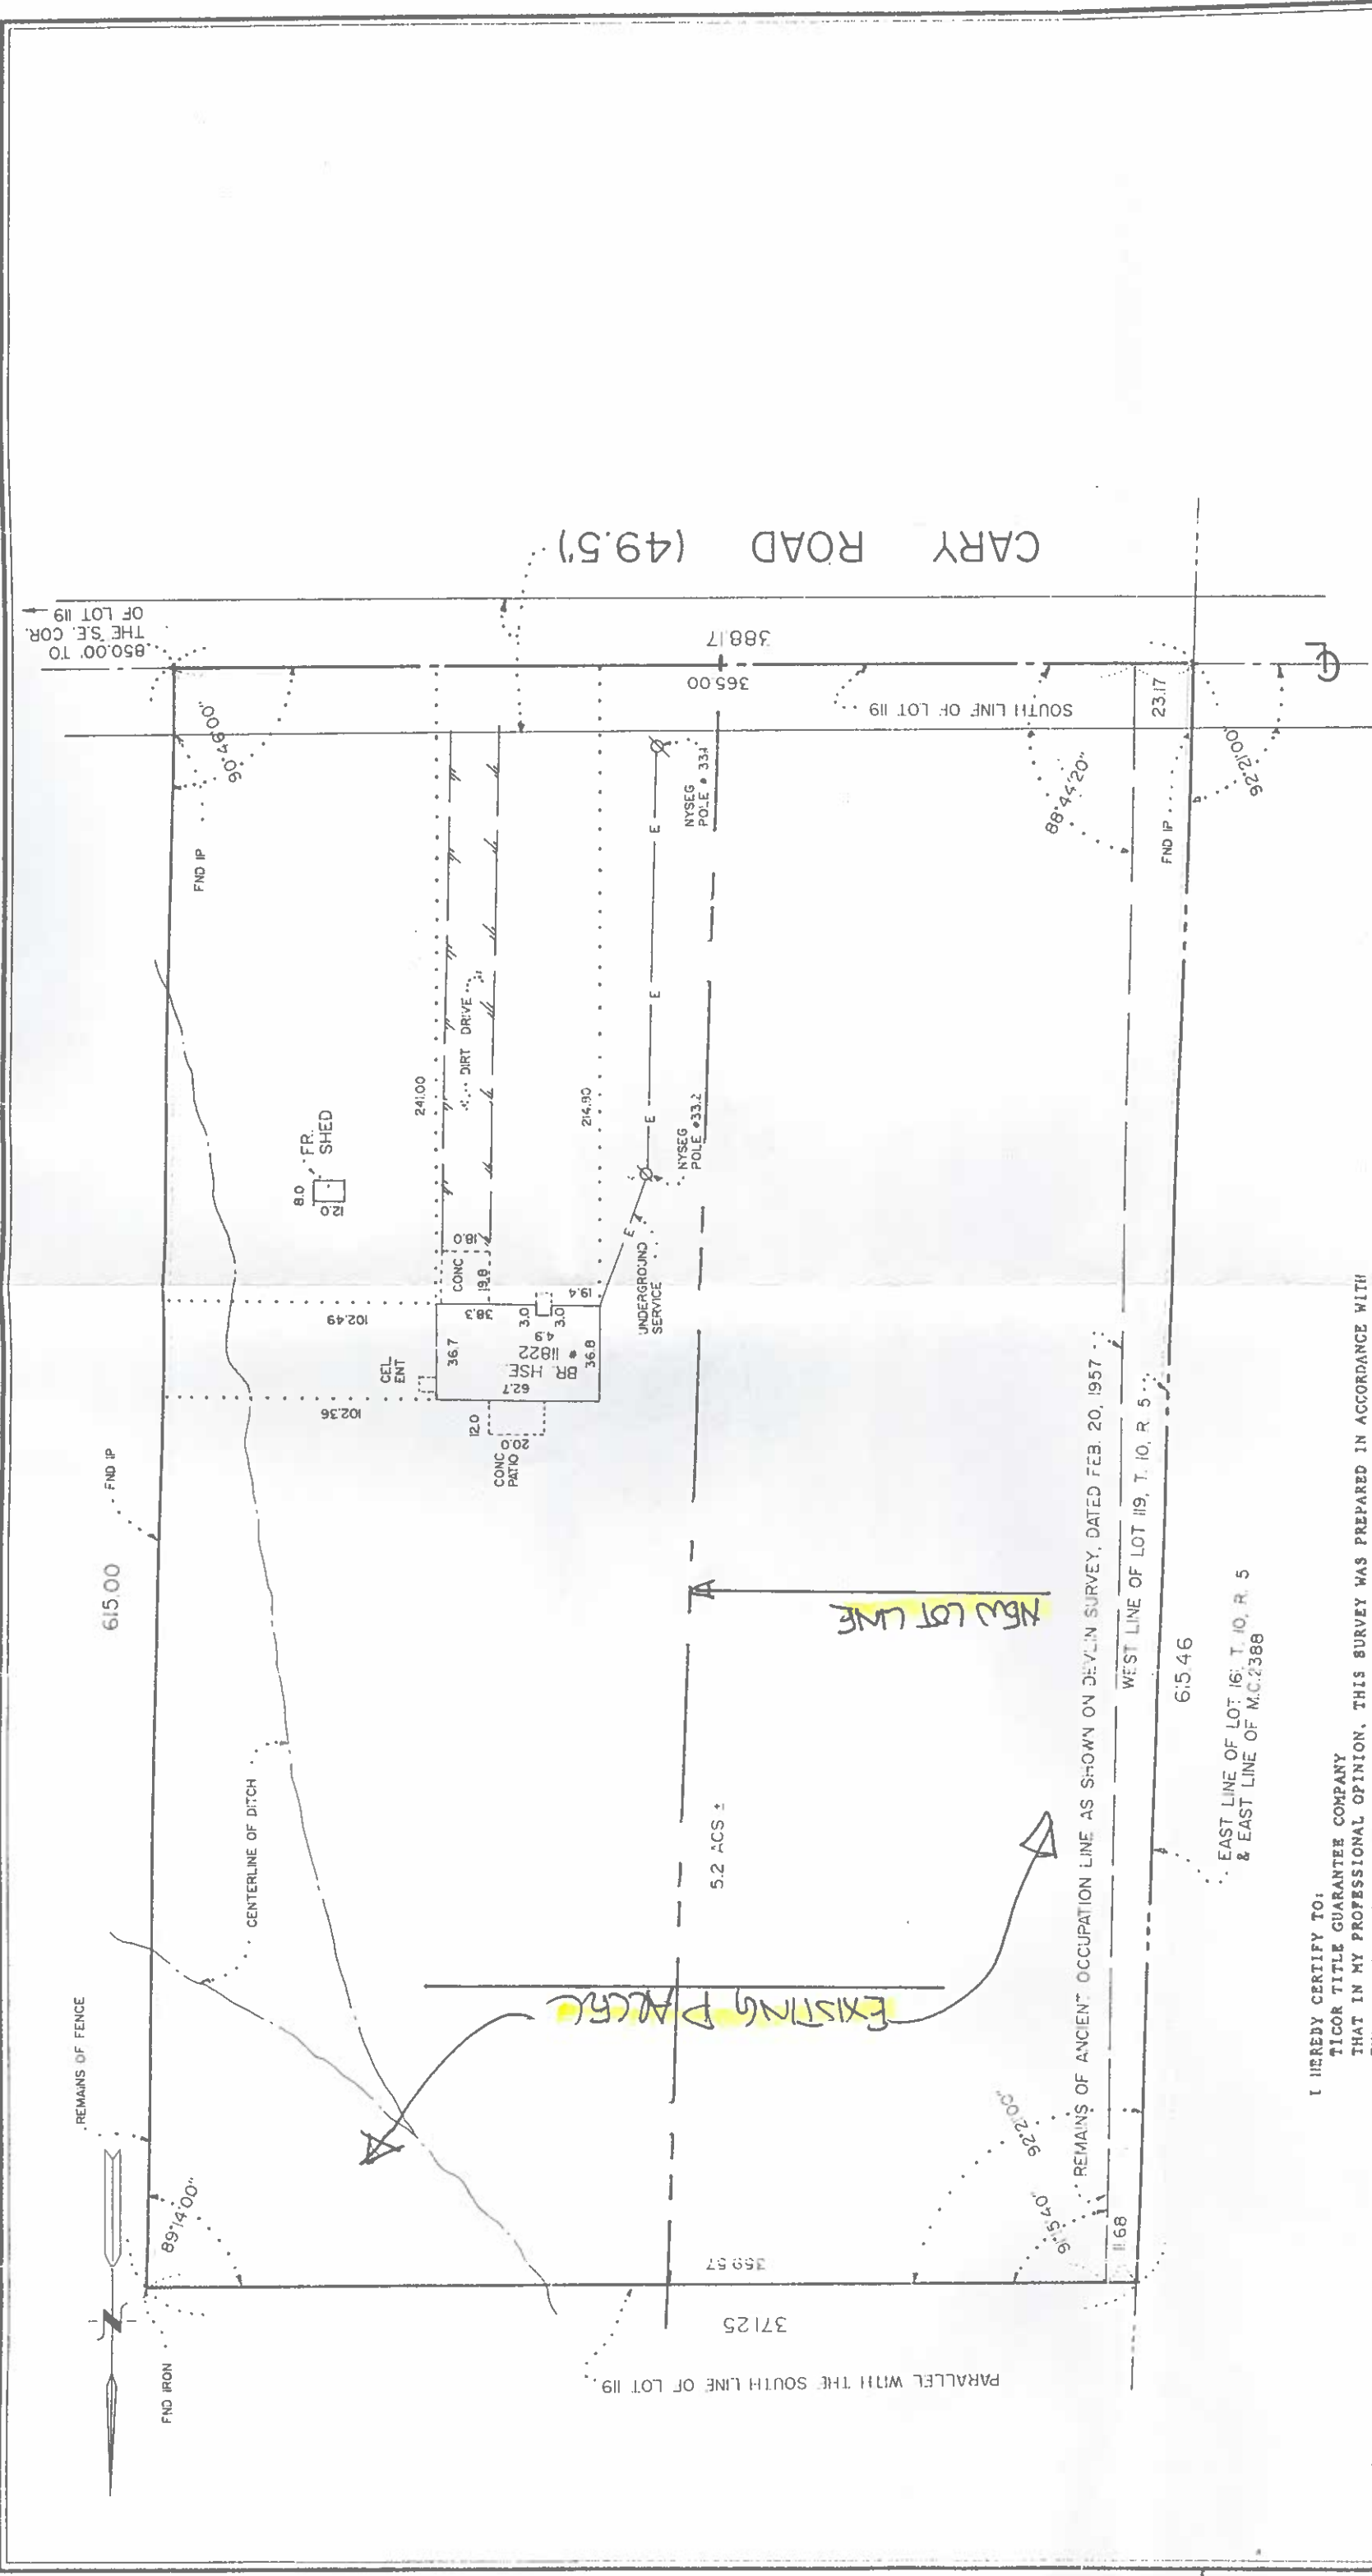 REMAINS OF FENCE
FND IRON
89°14'00"
615.00
FND IP
CENTERLINE OF DITCH
850.00' TO
THE S.E. COR.
OF LOT 119
90°46'00"
FND IP
FR.
SHED
8.0
12.0
102.49
102.36
CEL
ENT
241.00
DIRT DRIVE
CONC
18.0
19.8
38.3
36.7
3.0
4.9
3.0
19.4
BR. HSE.
# 11822
62.7
36.8
12.0
20.0
CONC
PATIO
214.90
E
E
E
E
UNDERGROUND
SERVICE
NYSEG
POLE #33.2
NYSEG
POLE # 33.1
CARY ROAD (49.5')
388.17
365.00
SOUTH LINE OF LOT 119
23.17
88°44'20"
FND IP
92°21'00"
NEW LOT LINE
5.2 ACS ±
EXISTING PARCEL
359.57
371.25
PARALLEL WITH THE SOUTH LINE OF LOT 119
92°21'00"
91°15'40"
11.68
REMAINS OF ANCIENT OCCUPATION LINE AS SHOWN ON DEVLIN SURVEY, DATED FEB. 20, 1957
WEST LINE OF LOT 119, T. 10, R. 5
615.46
EAST LINE OF LOT 16, T. 10, R. 5
& EAST LINE OF M.C. 2388
N
I HEREBY CERTIFY TO:
TICOR TITLE GUARANTEE COMPANY
THAT IN MY PROFESSIONAL OPINION, THIS SURVEY WAS PREPARED IN ACCORDANCE WITH